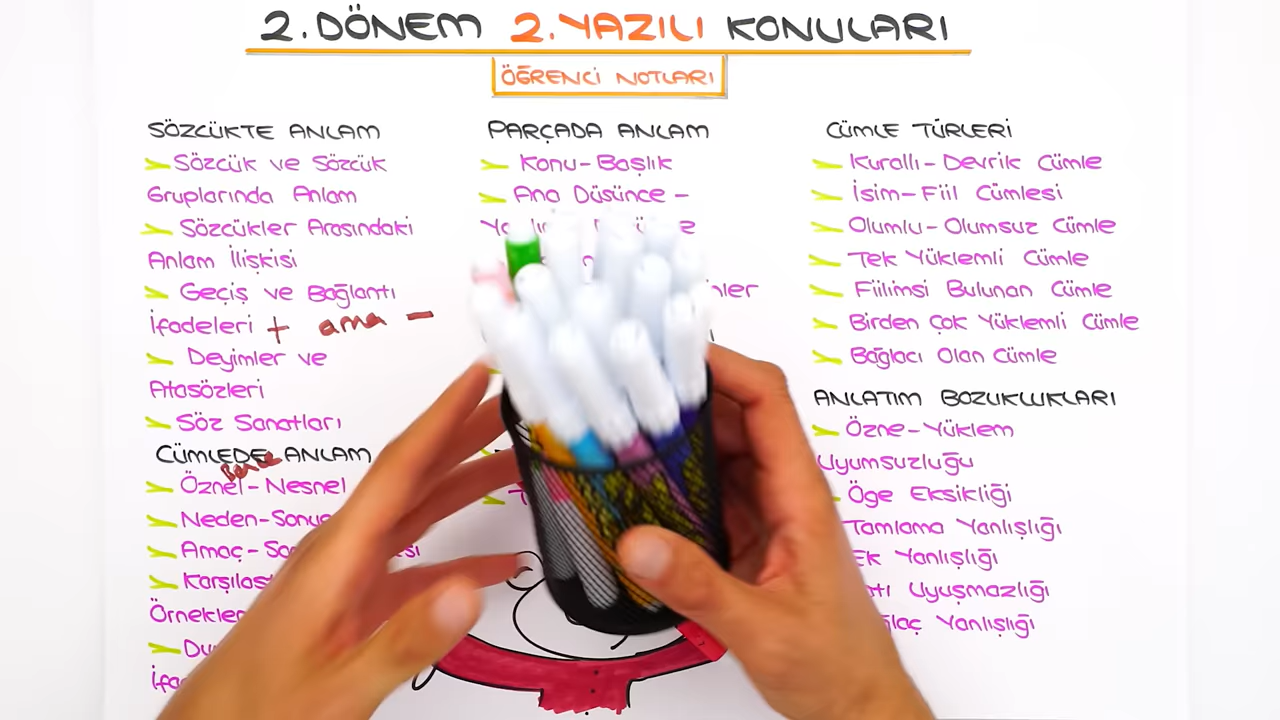 2. DÖNEM 2. YAZILI KONULARI
ÖĞRENCİ NOTLARI
SÖZCÜKTE ANLAM
Sözcük ve Sözcük
Gruplarında Anlam
Sözcükler Arasındaki
Anlam İlişkisi
Geçiş ve Bağlantı
İfadeleri + ama -
Deyimler ve
Atasözleri
Söz Sanatları
CÜMLEDE ANLAM
Bence
Öznel-Nesnel
Neden-Sonuç
Amaç-
Karşılaş
Örnekle
PARÇADA ANLAM
Konu-Başlık
Ana Düşünce -
CÜMLE TÜRLERİ
Kurallı-Devrik Cümle
İsim-Fiil Cümlesi
Olumlu-Olumsuz Cümle
Tek Yüklemli Cümle
Fiilimsi Bulunan Cümle
Birden Çok Yüklemli Cümle
Bağlacı Olan Cümle
ANLATIM BOZUKLUKLARI
Özne-Yüklem
Uyumsuzluğu
Öge Eksikliği
Tamlama Yanlışlığı
Ek Yanlışlığı
Uyuşmazlığı
Yanlışlığı